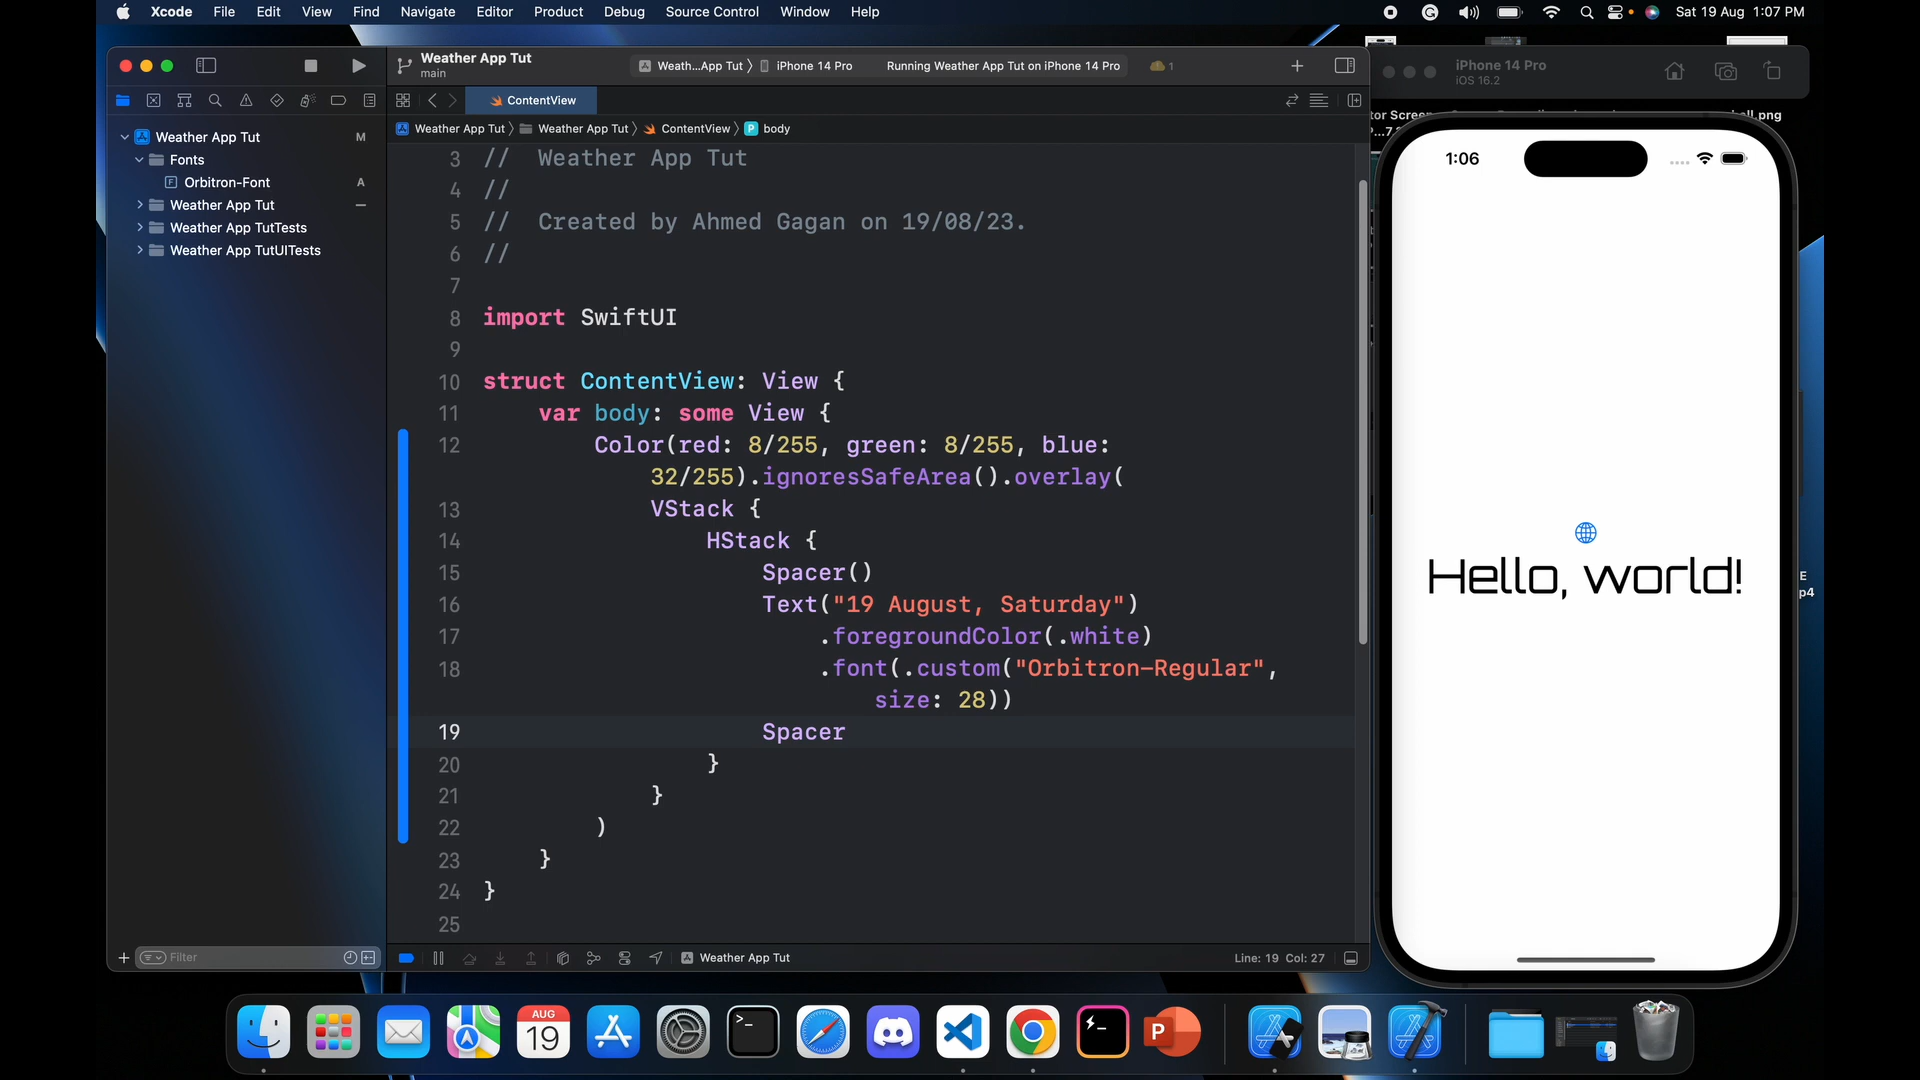 Xcode File Edit View Find Navigate Editor Product Debug Source Control Window Help
Sat 19 Aug 1:07 PM
Weather App Tut
main
Weath...App Tut
iPhone 14 Pro
Running Weather App Tut on iPhone 14 Pro
1
iPhone 14 Pro
iOS 16.2
ContentView
Weather App Tut
Weather App Tut
ContentView
P body
Weather App Tut M
Fonts
F Orbitron-Font A
Weather App Tut
Weather App TutTests
Weather App TutUITests
3 // Weather App Tut
4 //
5 // Created by Ahmed Gagan on 19/08/23.
6 //
7
8 import SwiftUI
9
10 struct ContentView: View {
11 var body: some View {
12 Color(red: 8/255, green: 8/255, blue:
32/255).ignoresSafeArea().overlay(
13 VStack {
14 HStack {
15 Spacer()
16 Text("19 August, Saturday")
17 .foregroundColor(.white)
18 .font(.custom("Orbitron-Regular",
size: 28))
19 Spacer
20 }
21 }
22 )
23 }
24 }
25
Filter
Weather App Tut
Line: 19 Col: 27
1:06
Hello, world!
E
p4
AUG
19
P